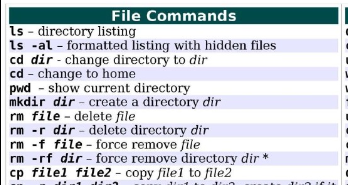 File Commands
ls – directory listing
ls -al – formatted listing with hidden files
cd dir - change directory to dir
cd – change to home
pwd – show current directory
mkdir dir – create a directory dir
rm file – delete file
rm -r dir – delete directory dir
rm -f file – force remove file
rm -rf dir – force remove directory dir *
cp file1 file2 – copy file1 to file2